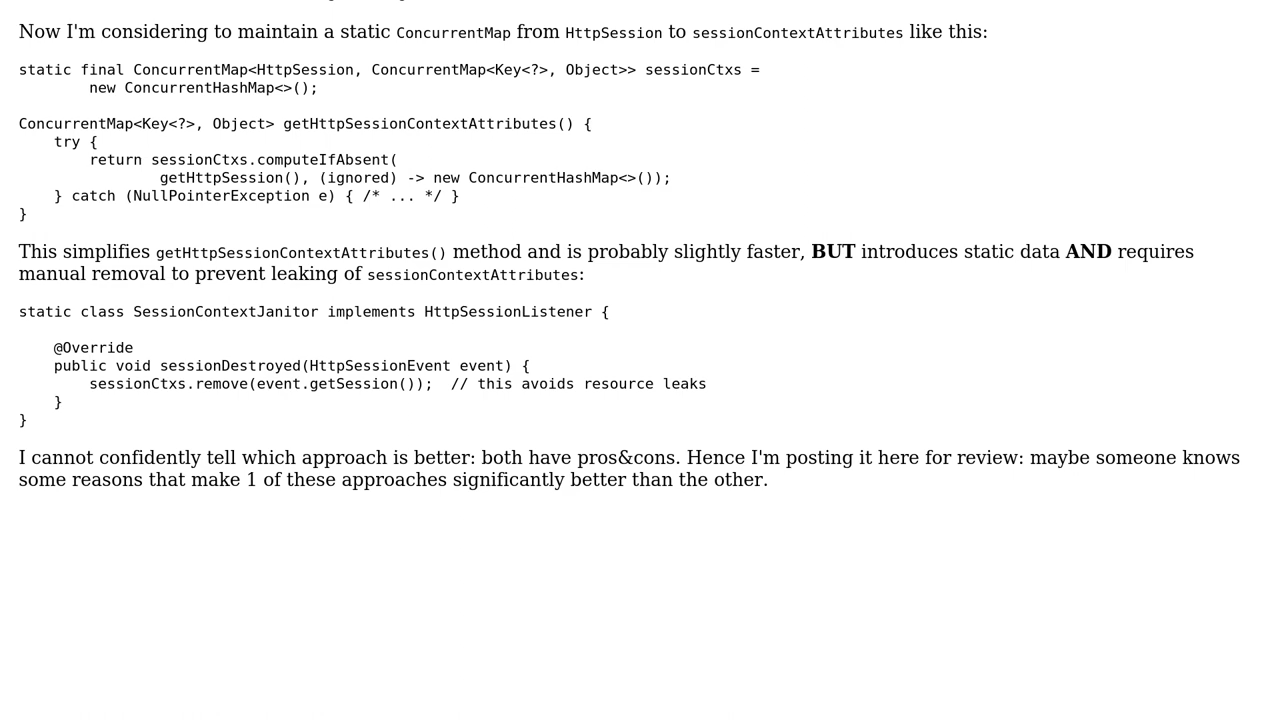 Now I'm considering to maintain a static ConcurrentMap from HttpSession to sessionContextAttributes like this:
static final ConcurrentMap<HttpSession, ConcurrentMap<Key<?>, Object>> sessionCtxs =
        new ConcurrentHashMap<>();

ConcurrentMap<Key<?>, Object> getHttpSessionContextAttributes() {
    try {
        return sessionCtxs.computeIfAbsent(
                getHttpSession(), (ignored) -> new ConcurrentHashMap<>());
    } catch (NullPointerException e) { /* ... */ }
}
This simplifies getHttpSessionContextAttributes() method and is probably slightly faster, BUT introduces static data AND requires
manual removal to prevent leaking of sessionContextAttributes:
static class SessionContextJanitor implements HttpSessionListener {

    @Override
    public void sessionDestroyed(HttpSessionEvent event) {
        sessionCtxs.remove(event.getSession());  // this avoids resource leaks
    }
}
I cannot confidently tell which approach is better: both have pros&cons. Hence I'm posting it here for review: maybe someone knows
some reasons that make 1 of these approaches significantly better than the other.